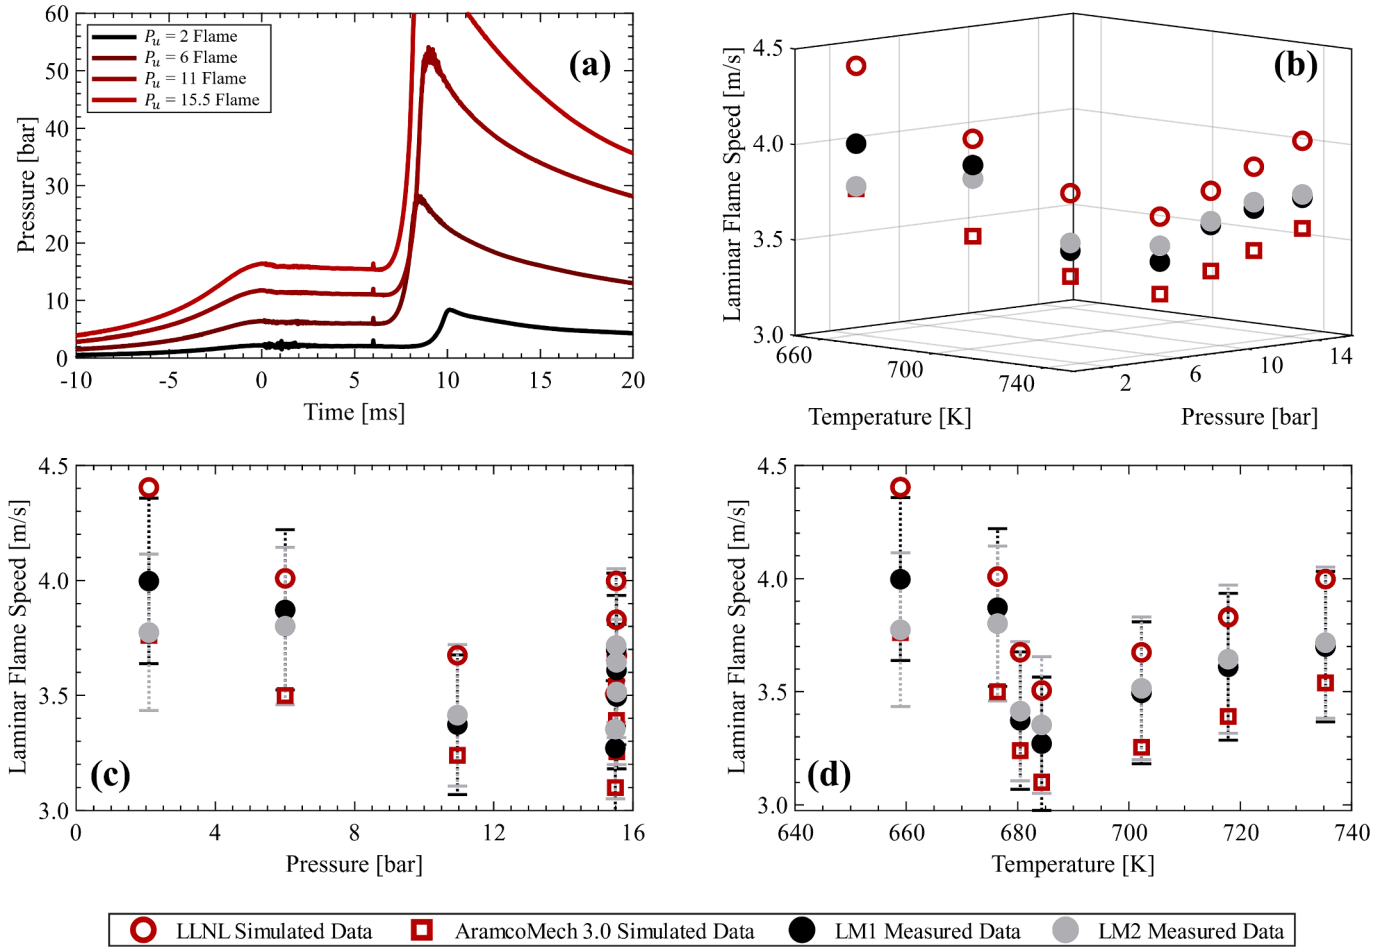 60
50
40
30
20
10
0
Pressure [bar]
P_u = 2 Flame
P_u = 6 Flame
P_u = 11 Flame
P_u = 15.5 Flame
(a)
-10 -5 0 5 10 15 20
Time [ms]
4.5
4.0
3.5
3.0
Laminar Flame Speed [m/s]
(b)
660 700 740
2 6 10 14
Temperature [K]
Pressure [bar]
4.5
4.0
3.5
3.0
Laminar Flame Speed [m/s]
(c)
0 4 8 12 16
Pressure [bar]
4.5
4.0
3.5
3.0
Laminar Flame Speed [m/s]
(d)
640 660 680 700 720 740
Temperature [K]
LLNL Simulated Data AramcoMech 3.0 Simulated Data LM1 Measured Data LM2 Measured Data